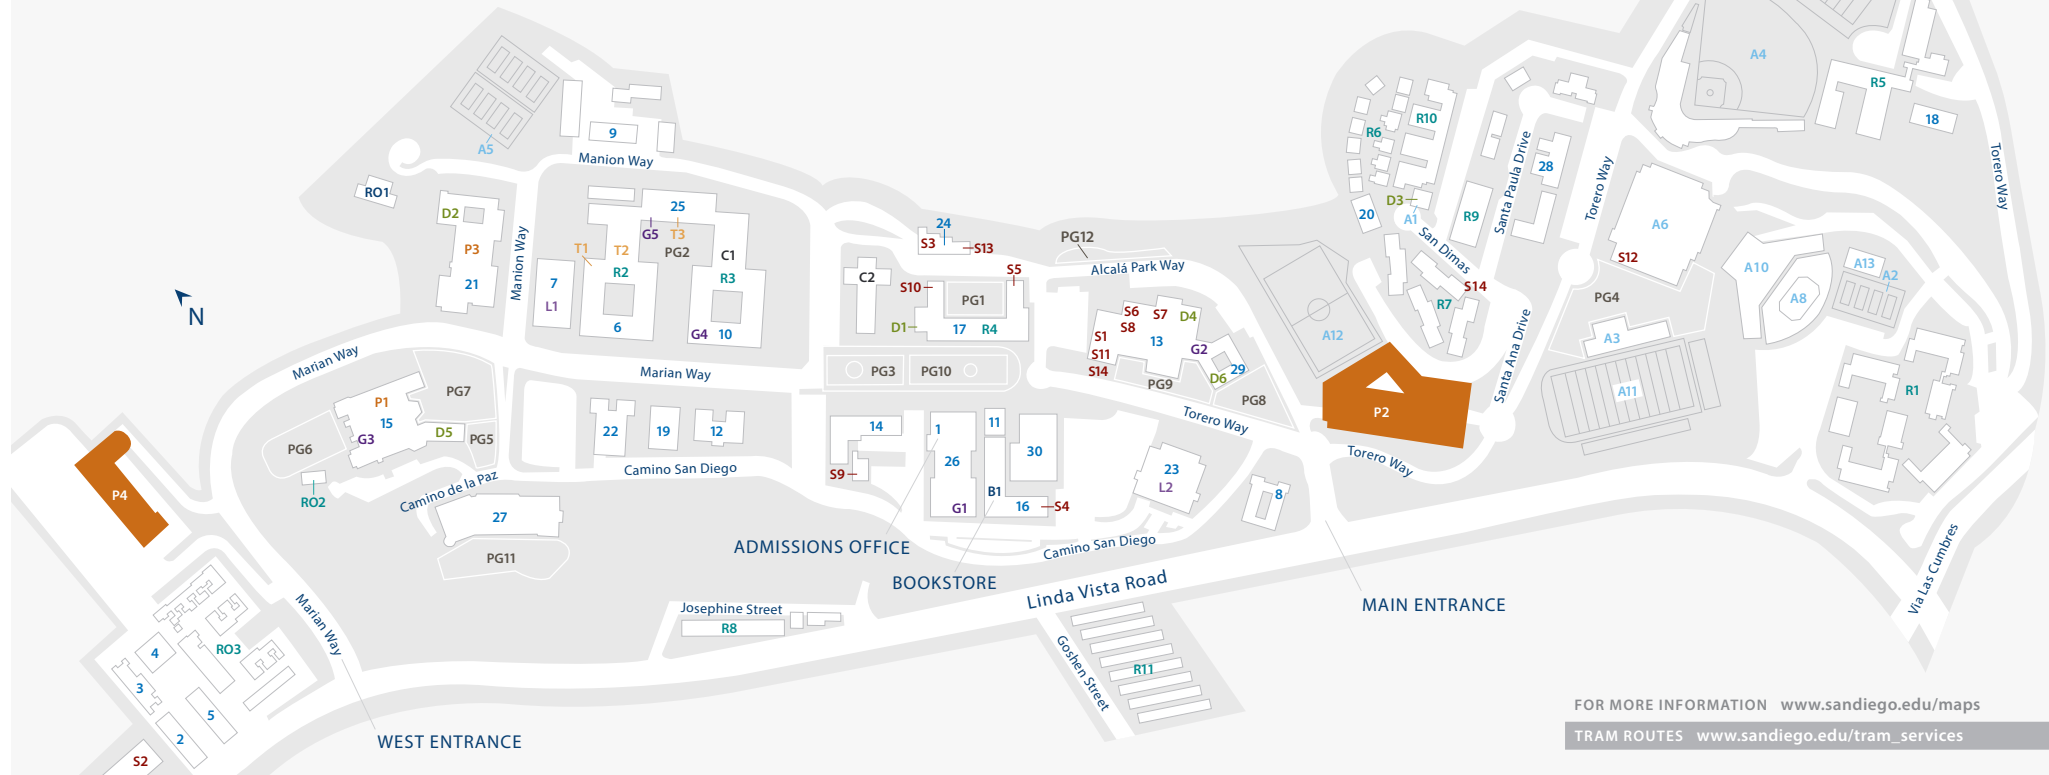 A4
R5
R10
R6
18
9
A5
Manion Way
Santa Paula Drive
28
Torero Way
Torero Way
RO1
D2
25
G5
T3
PG2
C1
T1
T2
R2
R3
P3
21
Manion Way
7
L1
6
G4
10
24
S3
S13
C2
S10
S5
PG1
D1
17
R4
PG12
Alcalá Park Way
D3
A1
20
R9
San Dimas
S14
R7
A6
S12
A10
A13
A2
A8
PG4
A3
A12
Santa Ana Drive
N
S6
S7
D4
S8
S1
13
S11
S14
G2
29
D6
PG9
PG8
Marian Way
Marian Way
PG3
PG10
PG7
P1
15
G3
D5
PG5
PG6
RO2
Camino de la Paz
27
PG11
22
19
12
Camino San Diego
14
S9
1
26
G1
11
30
B1
16
S4
Torero Way
23
L2
8
P2
Torero Way
A11
R1
P4
ADMISSIONS OFFICE
BOOKSTORE
Camino San Diego
Linda Vista Road
MAIN ENTRANCE
Via Las Cumbres
Josephine Street
R8
Goshen Street
R11
Marian Way
RO3
4
3
5
2
S2
WEST ENTRANCE
FOR MORE INFORMATION www.sandiego.edu/maps
TRAM ROUTES www.sandiego.edu/tram_services